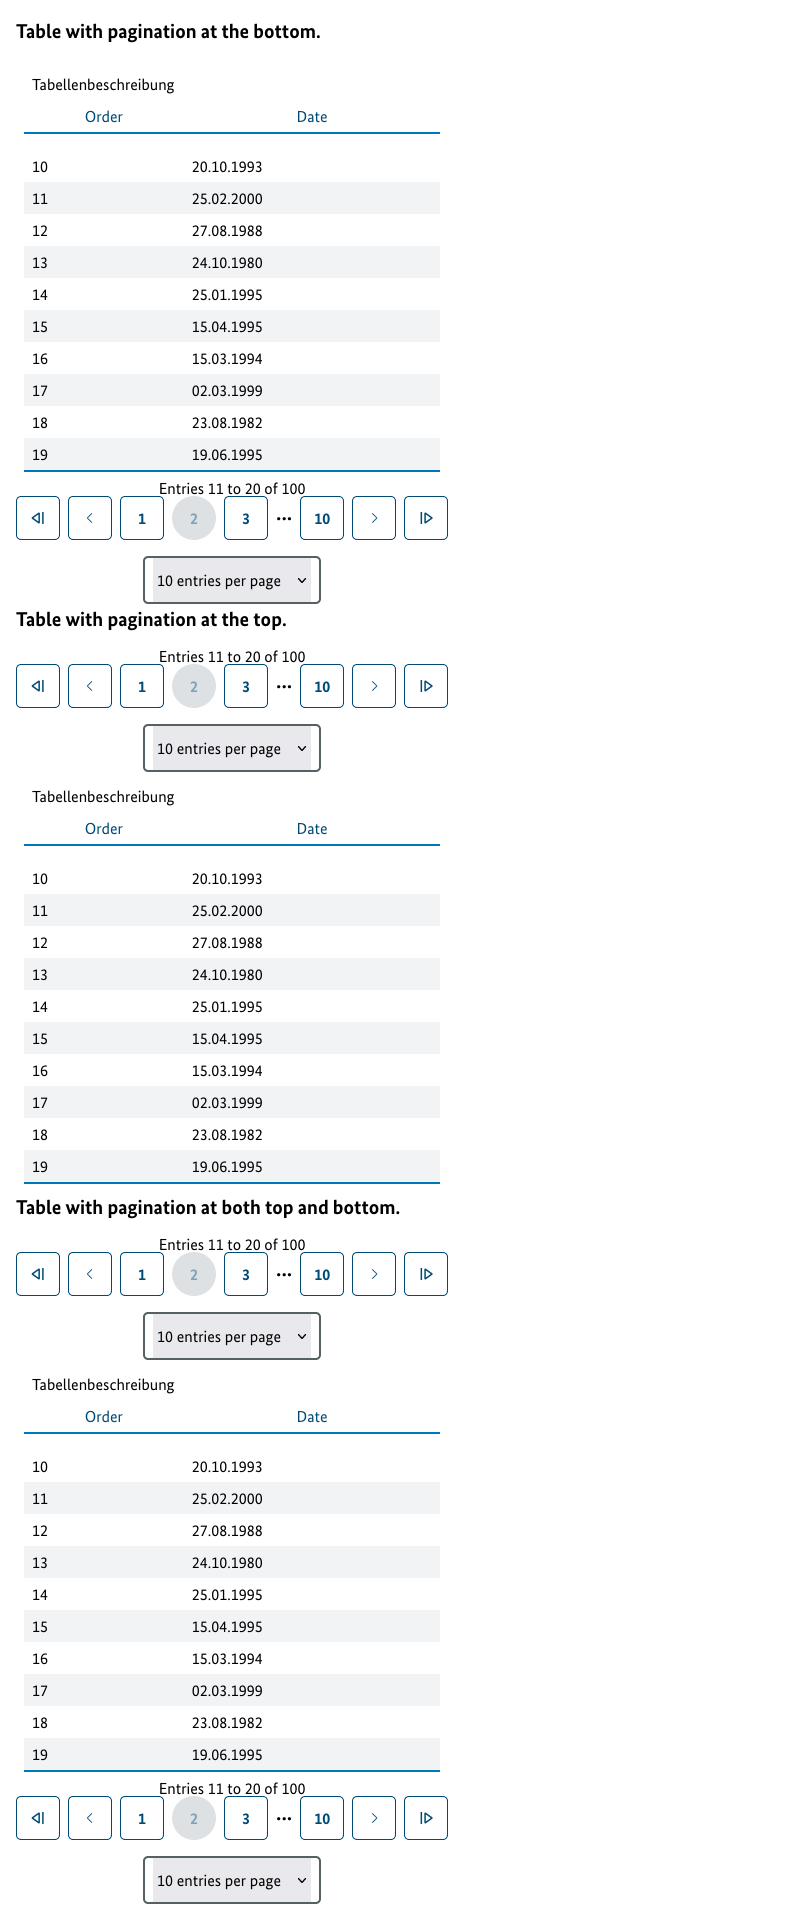 Table with pagination at the bottom.
Tabellenbeschreibung
Order Date
10 20.10.1993
11 25.02.2000
12 27.08.1988
13 24.10.1980
14 25.01.1995
15 15.04.1995
16 15.03.1994
17 02.03.1999
18 23.08.1982
19 19.06.1995
Entries 11 to 20 of 100
1 2 3 ... 10
10 entries per page
Table with pagination at the top.
Entries 11 to 20 of 100
1 2 3 ... 10
10 entries per page
Tabellenbeschreibung
Order Date
10 20.10.1993
11 25.02.2000
12 27.08.1988
13 24.10.1980
14 25.01.1995
15 15.04.1995
16 15.03.1994
17 02.03.1999
18 23.08.1982
19 19.06.1995
Table with pagination at both top and bottom.
Entries 11 to 20 of 100
1 2 3 ... 10
10 entries per page
Tabellenbeschreibung
Order Date
10 20.10.1993
11 25.02.2000
12 27.08.1988
13 24.10.1980
14 25.01.1995
15 15.04.1995
16 15.03.1994
17 02.03.1999
18 23.08.1982
19 19.06.1995
Entries 11 to 20 of 100
1 2 3 ... 10
10 entries per page